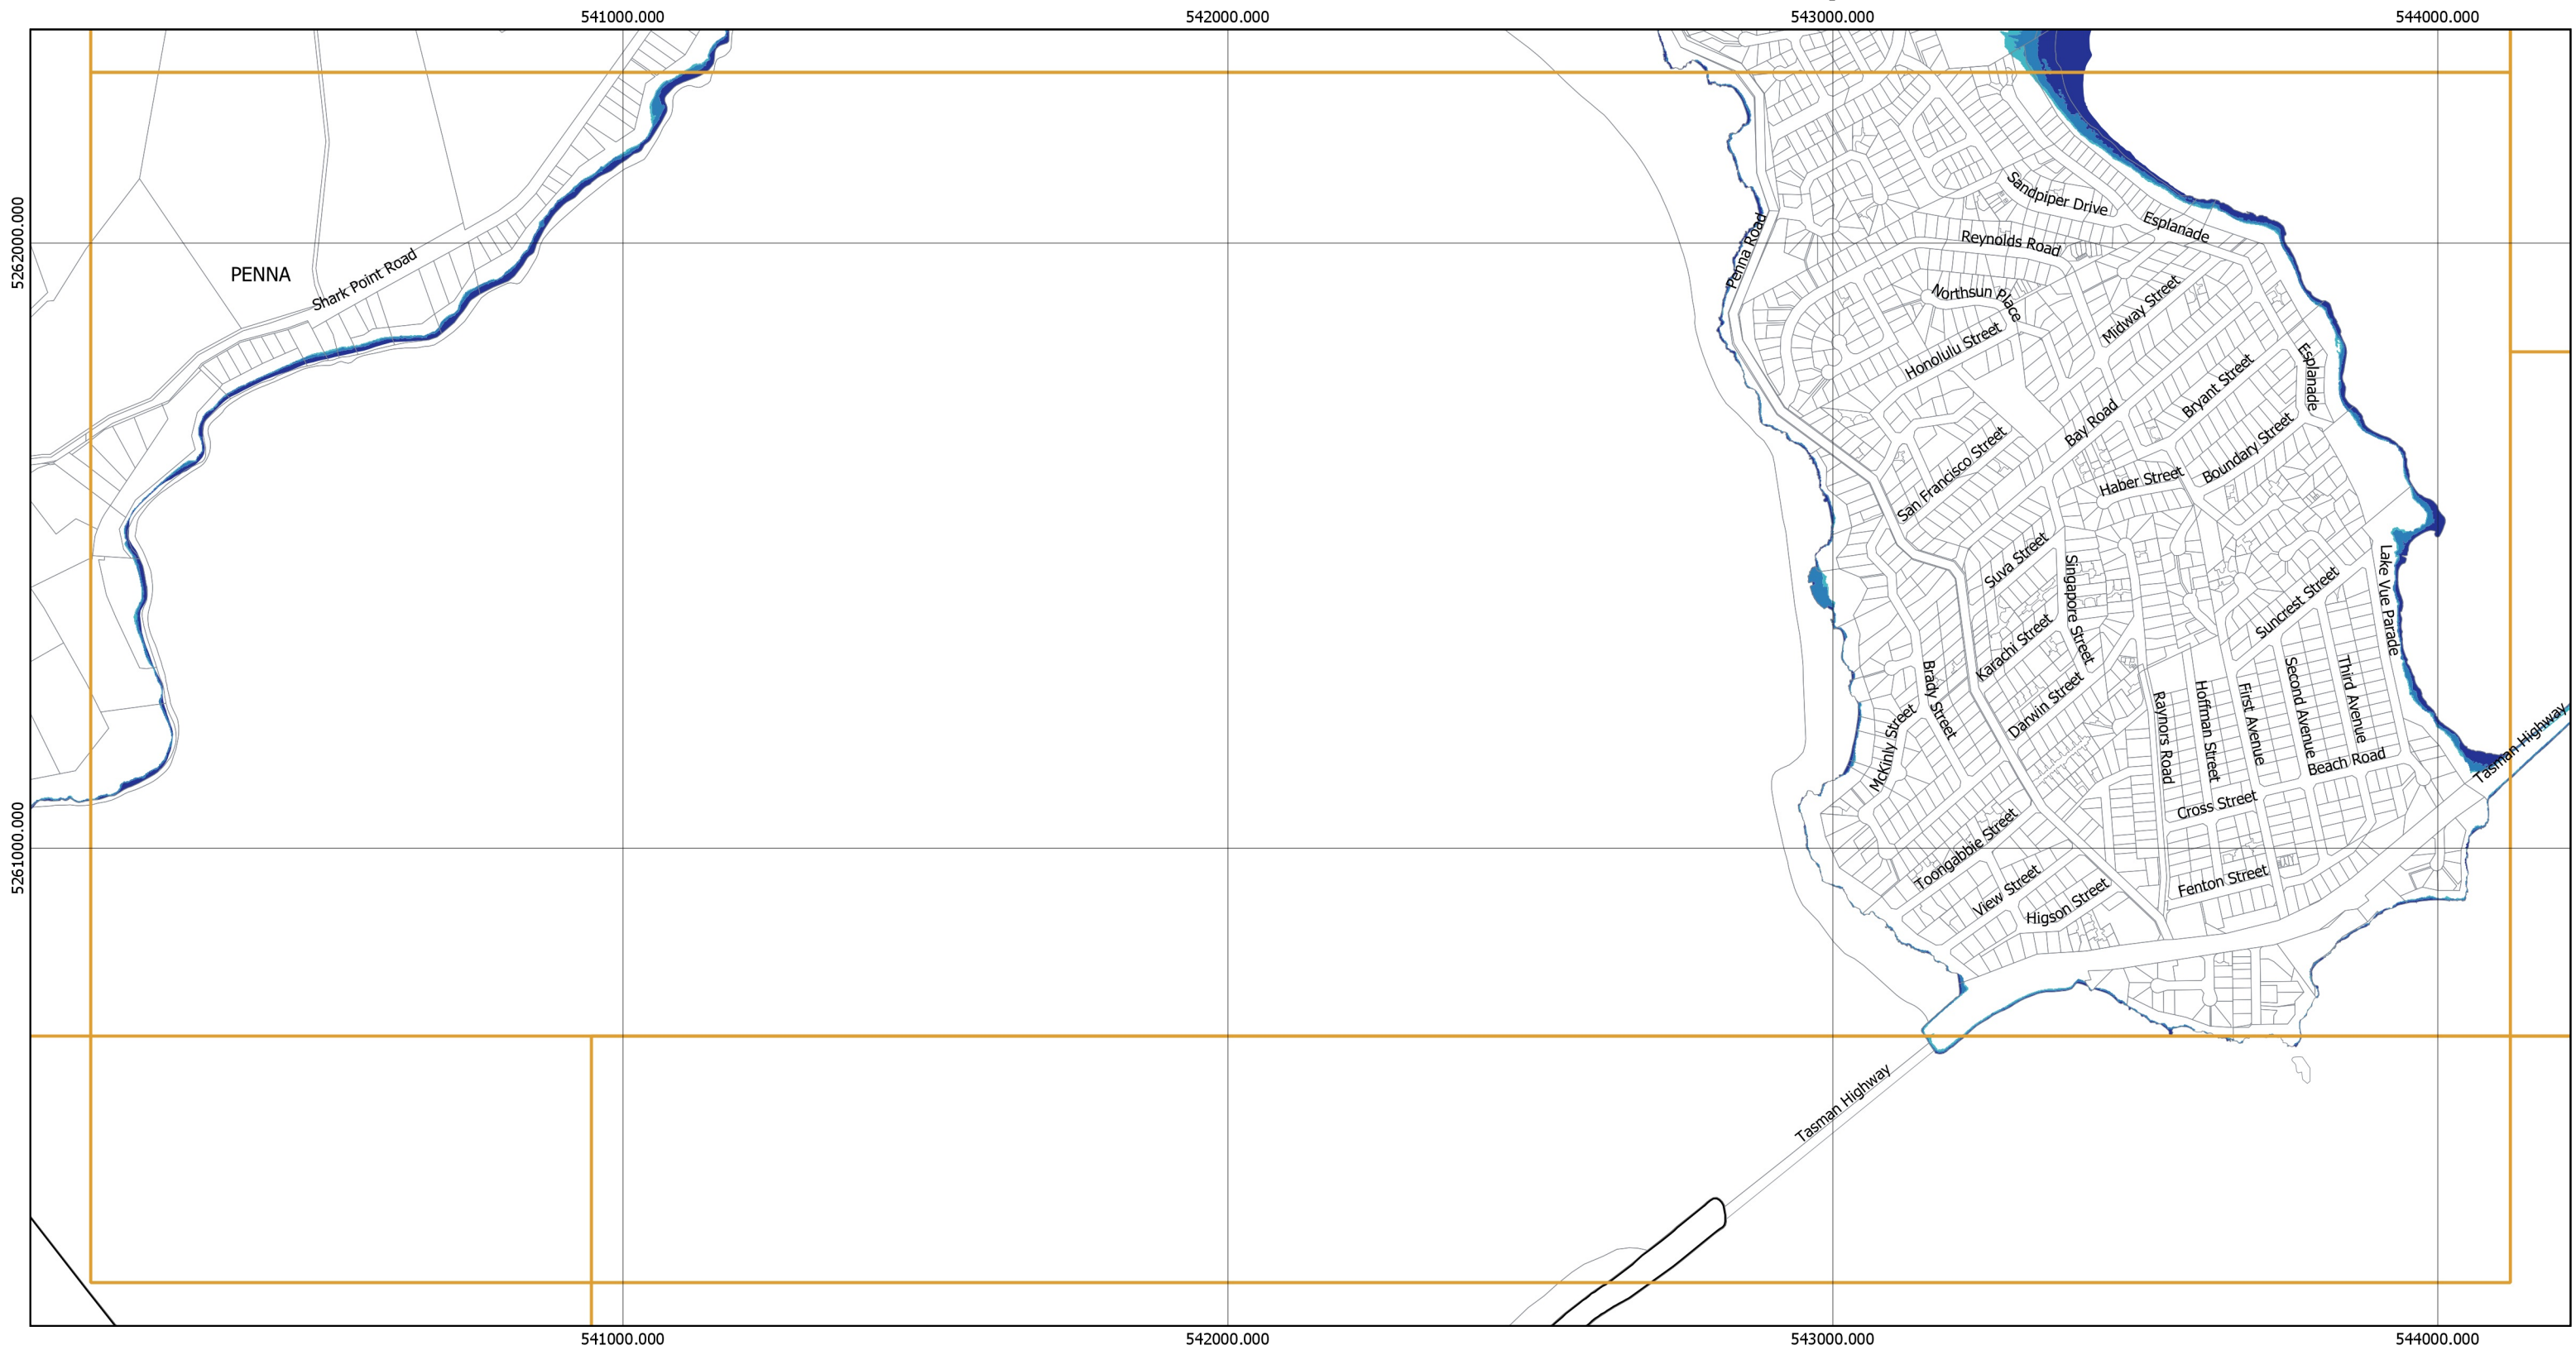 541000.000
542000.000
543000.000
544000.000
5262000.000
5261000.000
PENNA
Shark Point Road
Penna Road
Sandpiper Drive
Esplanade
Reynolds Road
Northsun Place
Midway Street
Honolulu Street
Esplanade
Bryant Street
Bay Road
Boundary Street
San Francisco Street
Haber Street
Suva Street
Singapore Street
Lake Vue Parade
Suncrest Street
Karachi Street
Brady Street
Darwin Street
McKinly Street
Raynors Road
Hoffman Street
First Avenue
Second Avenue
Third Avenue
Tasman Highway
Beach Road
Cross Street
Toongabbie Street
View Street
Fenton Street
Higson Street
Tasman Highway
541000.000
542000.000
543000.000
544000.000